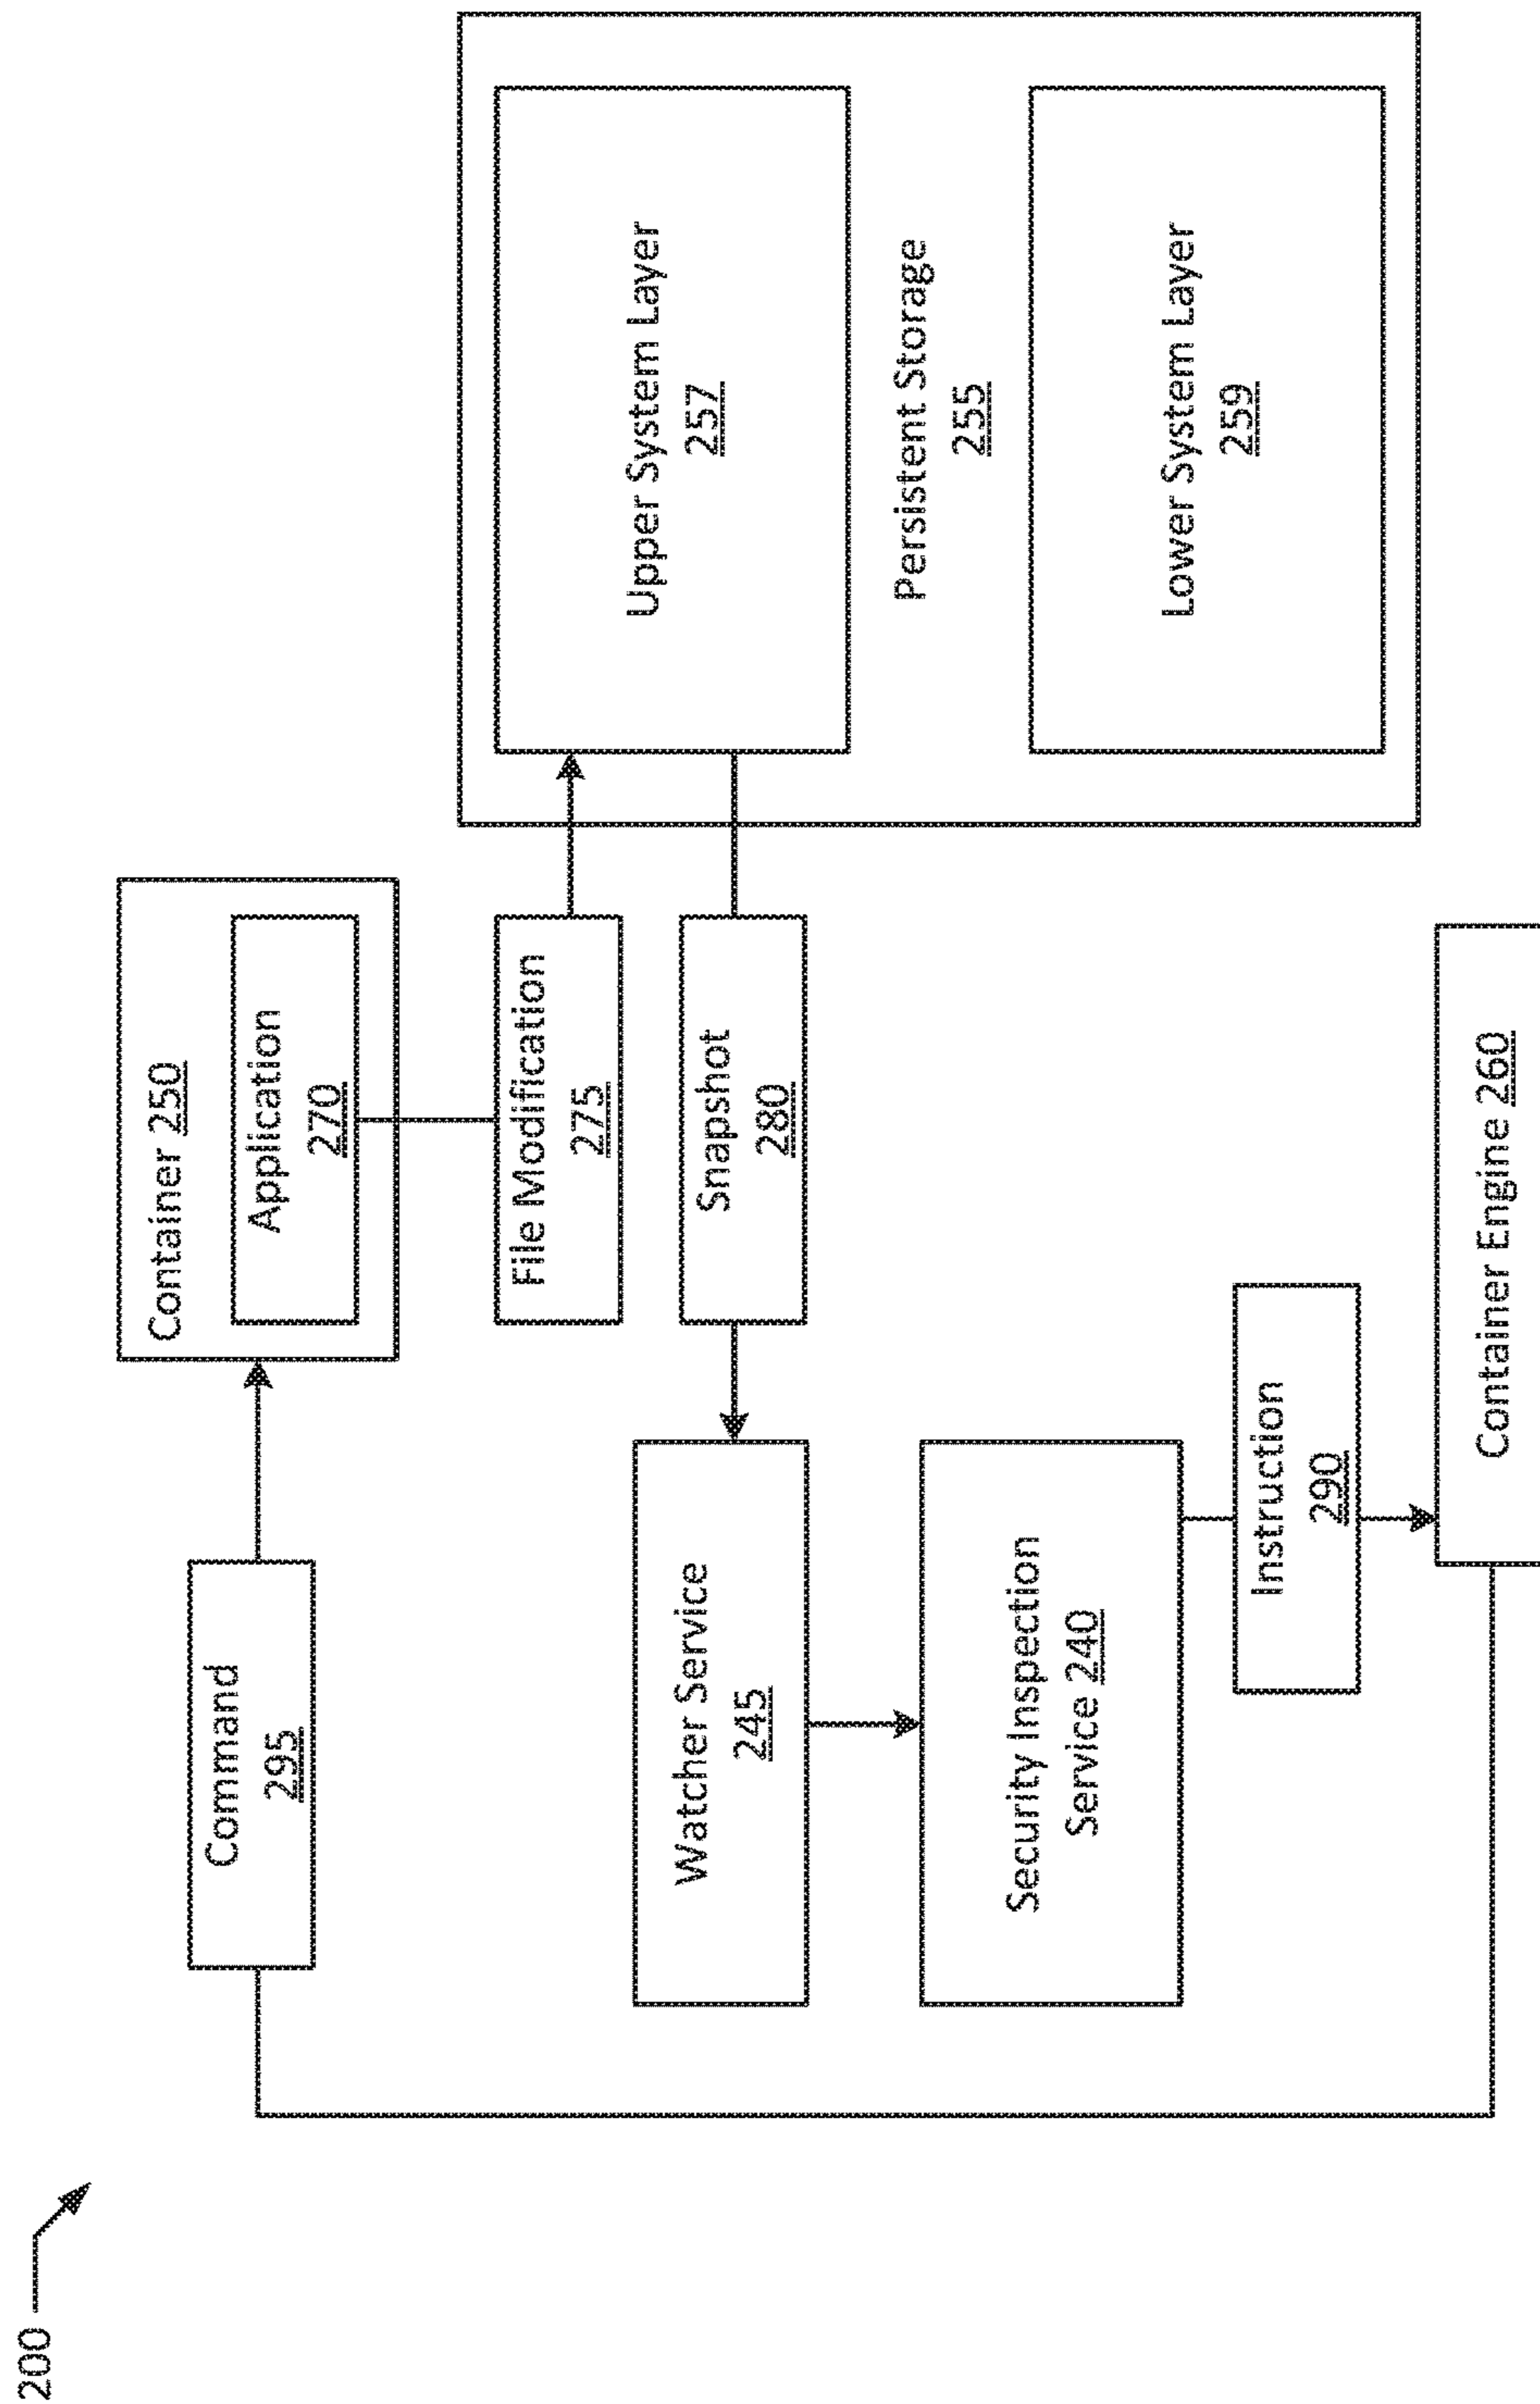 200
Command
295
Container 250
Application
270
File Modification
275
Snapshot
280
Upper System Layer
257
Persistent Storage
255
Lower System Layer
259
Watcher Service
245
Security Inspection
Service 240
Instruction
290
Container Engine 260